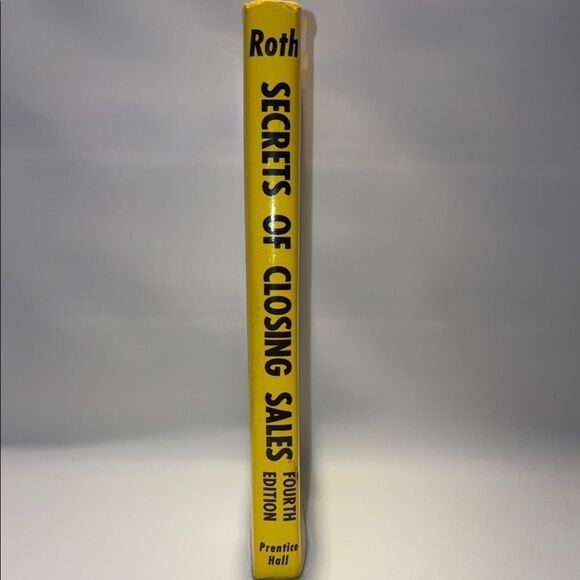 Roth
SECRETS OF CLOSING SALES
FOURTH
EDITION
Prentice
Hall